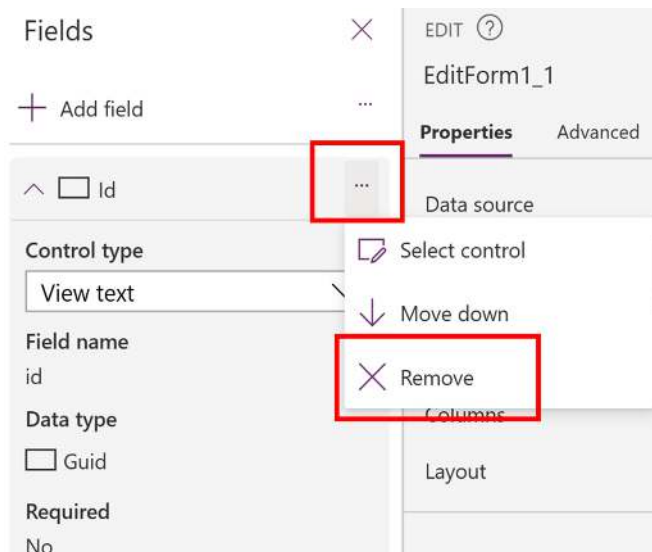 Fields
+ Add field
...
Id
...
Control type
View text
Field name
id
Data type
Guid
Required
No
EDIT ?
EditForm1_1
Properties Advanced
Data source
Select control
Move down
Remove
Columns
Layout